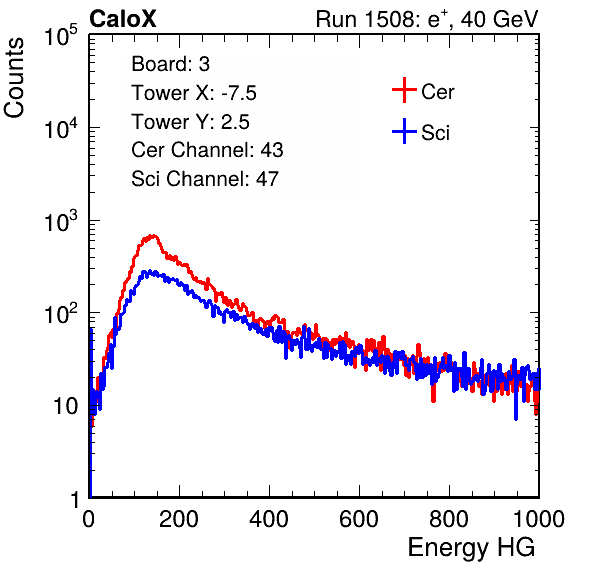 CaloX Run 1508: e⁺, 40 GeV
Counts
Board: 3
Tower X: -7.5
Tower Y: 2.5
Cer Channel: 43
Sci Channel: 47
Cer
Sci
10⁵
10⁴
10³
10²
10
1
0 200 400 600 800 1000
Energy HG